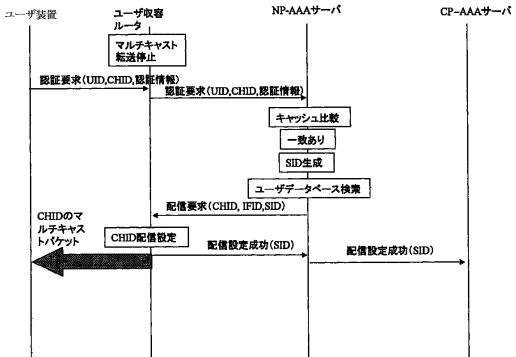 ユーザ装置
ユーザ収容
ルータ
NP-AAAサーバ
CP-AAAサーバ
マルチキャスト
転送停止
認証要求(UID,CHID,認証情報)
認証要求(UID,CHID,認証情報)
キャッシュ比較
一致あり
SID生成
ユーザデータベース検索
配信要求(CHID, IFID,SID)
CHIDのマ
ルチキャス
トパケット
CHID配信設定
配信設定成功(SID)
配信設定成功(SID)